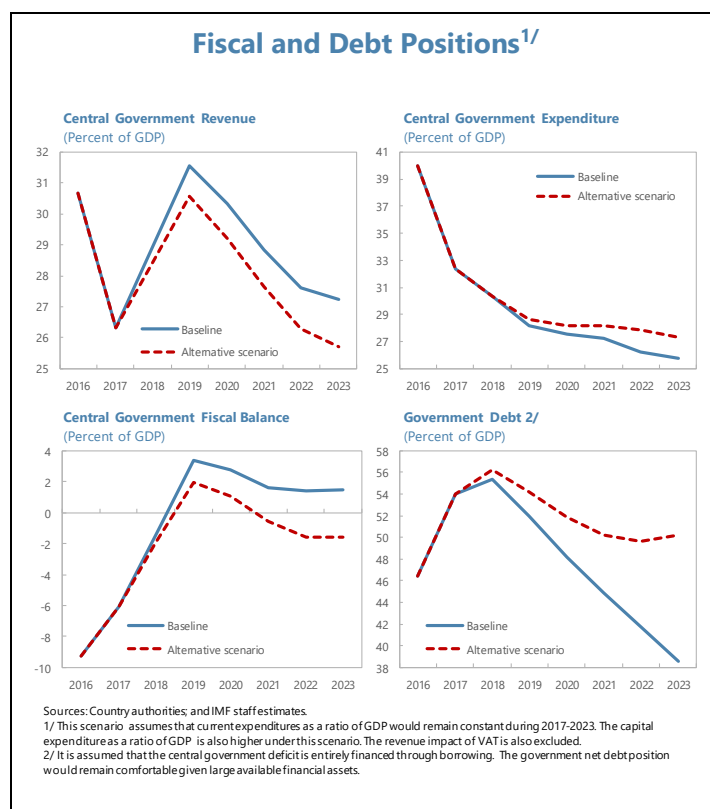 Fiscal and Debt Positions1/
Central Government Revenue
(Percent of GDP)
32
31
30
29
28
27
26
25
Baseline
Alternative scenario
2016 2017 2018 2019 2020 2021 2022 2023
Central Government Expenditure
(Percent of GDP)
41
39
37
35
33
31
29
27
25
Baseline
Alternative scenario
2016 2017 2018 2019 2020 2021 2022 2023
Central Government Fiscal Balance
(Percent of GDP)
4
2
0
-2
-4
-6
-8
-10
Baseline
Alternative scenario
2016 2017 2018 2019 2020 2021 2022 2023
Government Debt 2/
(Percent of GDP)
58
56
54
52
50
48
46
44
42
40
38
Baseline
Alternative scenario
2016 2017 2018 2019 2020 2021 2022 2023
Sources: Country authorities; and IMF staff estimates.
1/ This scenario assumes that current expenditures as a ratio of GDP would remain constant during 2017-2023. The capital
expenditure as a ratio of GDP is also higher under this scenario. The revenue impact of VAT is also excluded.
2/ It is assumed that the central government deficit is entirely financed through borrowing. The government net debt position
would remain comfortable given large available financial assets.